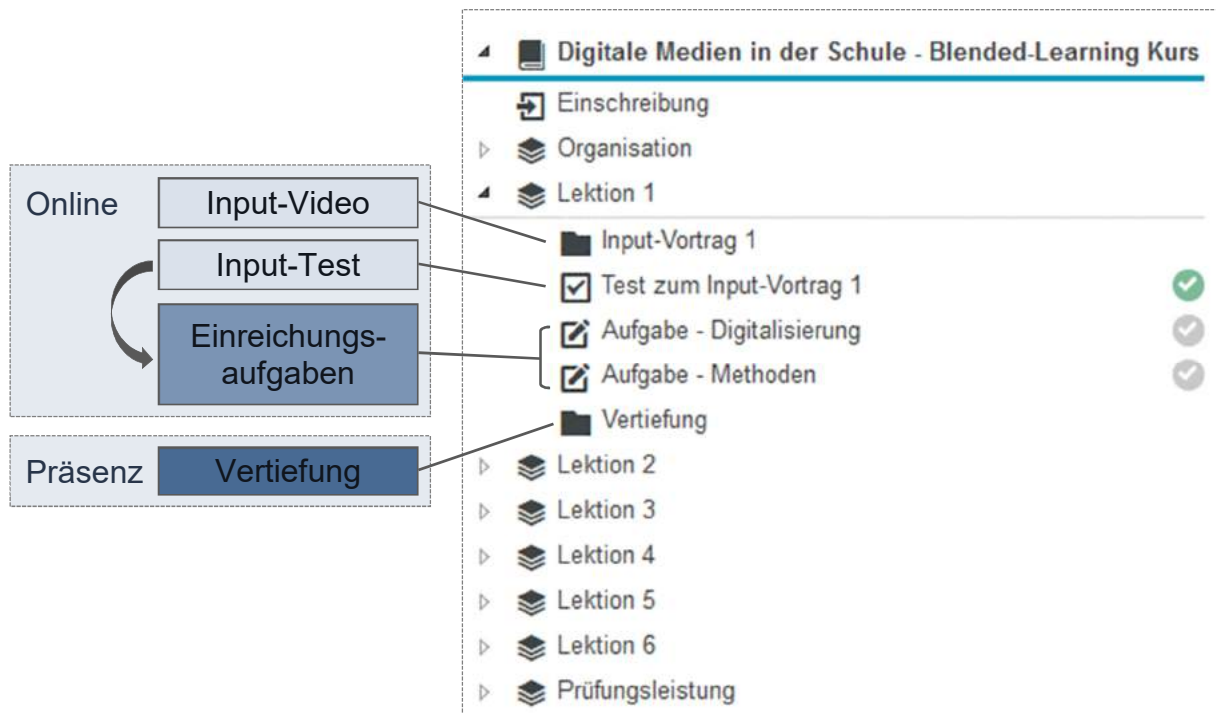 Online
Input-Video
Input-Test
Einreichungs-
aufgaben
Präsenz
Vertiefung
Digitale Medien in der Schule - Blended-Learning Kurs
Einschreibung
Organisation
Lektion 1
Input-Vortrag 1
Test zum Input-Vortrag 1
Aufgabe - Digitalisierung
Aufgabe - Methoden
Vertiefung
Lektion 2
Lektion 3
Lektion 4
Lektion 5
Lektion 6
Prüfungsleistung